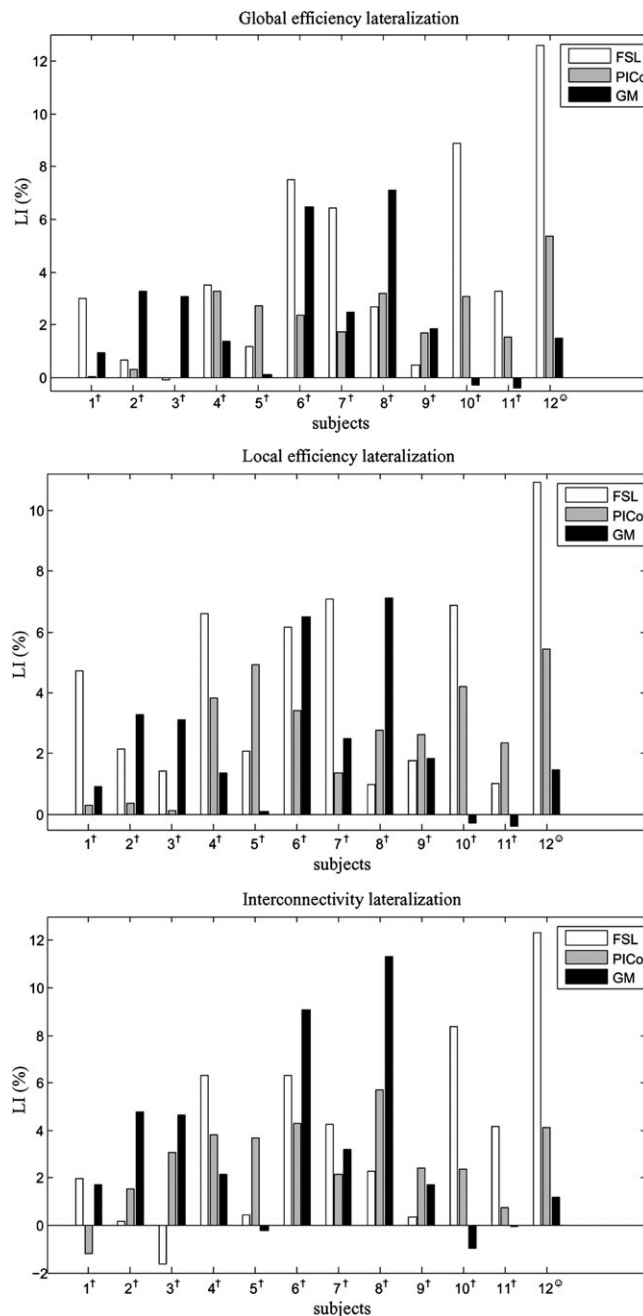 Global efficiency lateralization
FSL
PICo
GM
12
10
8
6
4
2
0
LI (%)
1† 2† 3† 4† 5† 6† 7† 8† 9† 10† 11† 12☺
subjects
Local efficiency lateralization
FSL
PICo
GM
10
8
6
4
2
0
LI (%)
1† 2† 3† 4† 5† 6† 7† 8† 9† 10† 11† 12☺
subjects
Interconnectivity lateralization
FSL
PICo
GM
12
10
8
6
4
2
0
−2
LI (%)
1† 2† 3† 4† 5† 6† 7† 8† 9† 10† 11† 12☺
subjects